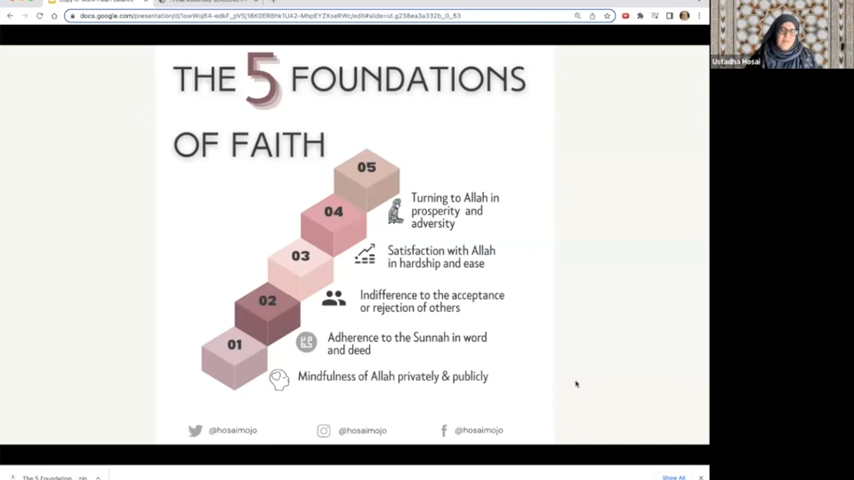 docs.google.com/presentation/d/
Ustadha Hosai
THE 5 FOUNDATIONS
OF FAITH
05
Turning to Allah in
prosperity and
adversity
04
Satisfaction with Allah
in hardship and ease
03
Indifference to the acceptance
or rejection of others
02
Adherence to the Sunnah in word
and deed
01
Mindfulness of Allah privately & publicly
@hosaimojo
@hosaimojo
@hosaimojo
The 5 Foundation....zip
Show All